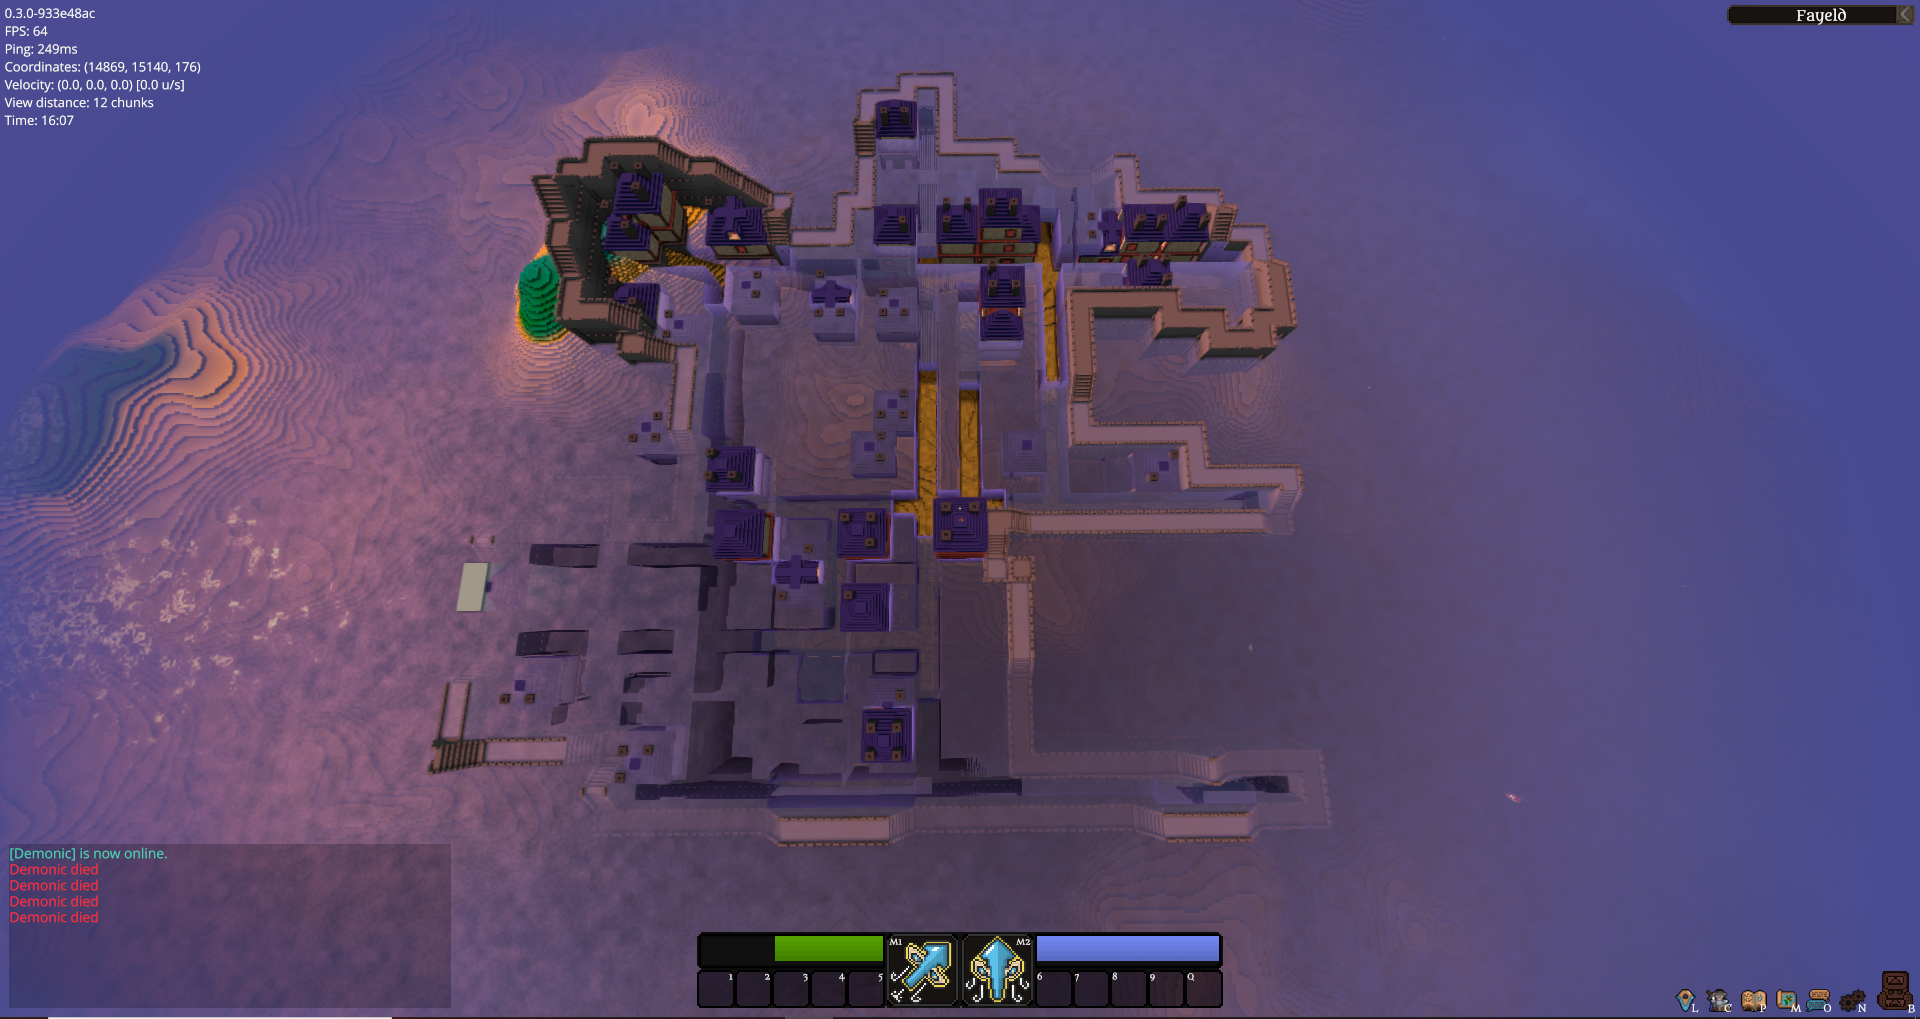 0.3.0-933e48ac
FPS: 64
Ping: 249ms
Coordinates: (14869, 15140, 176)
Velocity: (0.0, 0.0, 0.0) [0.0 u/s]
View distance: 12 chunks
Time: 16:07
Fayeld
[Demonic] is now online.
Demonic died
Demonic died
Demonic died
Demonic died
M1 M2
1 2 3 4 5 6 7 8 9 Q
L C P M O N B